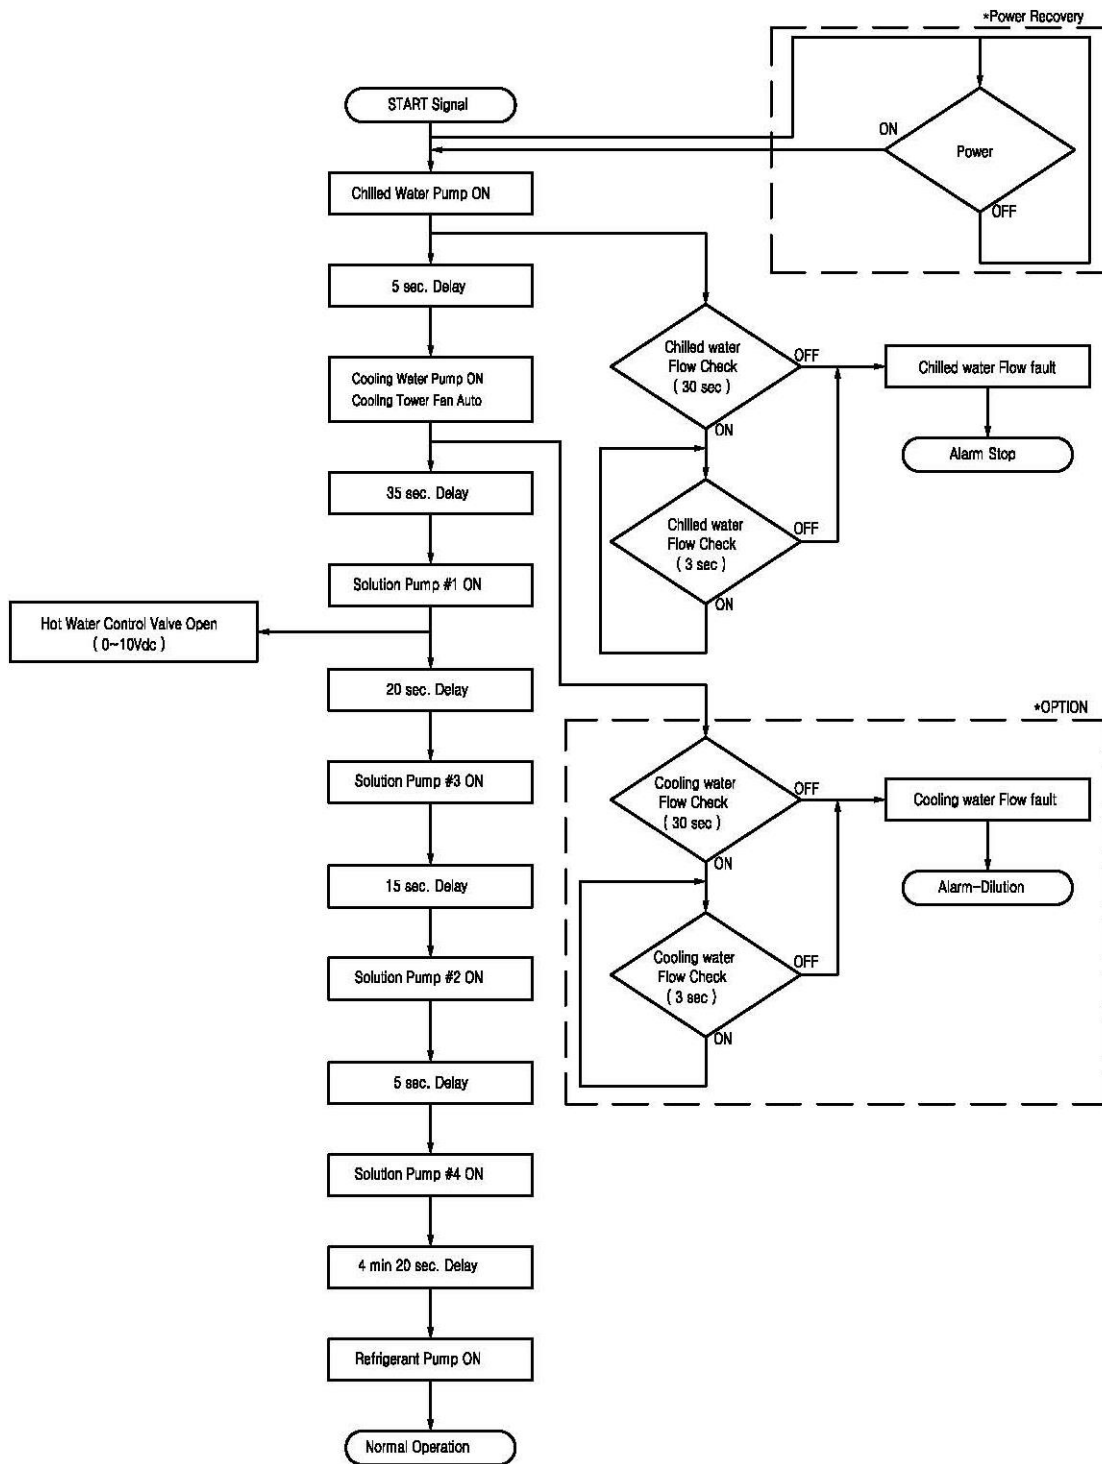 *Power Recovery
START Signal
ON
Power
OFF
Chilled Water Pump ON
5 sec. Delay
Chilled water
Flow Check
( 30 sec )
OFF
Chilled water Flow fault
ON
Alarm Stop
Cooling Water Pump ON
Cooling Tower Fan Auto
35 sec. Delay
Chilled water
Flow Check
( 3 sec )
OFF
ON
Solution Pump #1 ON
Hot Water Control Valve Open
( 0~10Vdc )
20 sec. Delay
*OPTION
Solution Pump #3 ON
Cooling water
Flow Check
( 30 sec )
OFF
Cooling water Flow fault
ON
Alarm-Dilution
15 sec. Delay
Solution Pump #2 ON
Cooling water
Flow Check
( 3 sec )
OFF
ON
5 sec. Delay
Solution Pump #4 ON
4 min 20 sec. Delay
Refrigerant Pump ON
Normal Operation